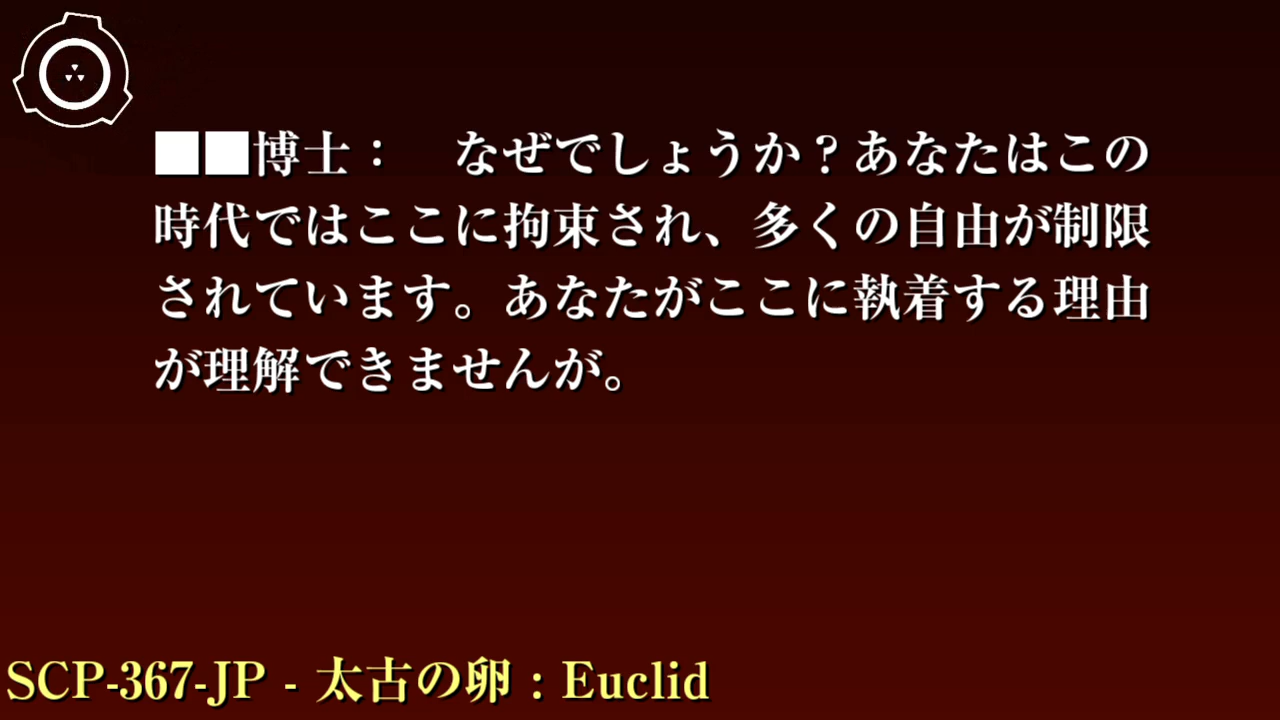 ■■博士： なぜでしょうか？あなたはこの
時代ではここに拘束され、多くの自由が制限
されています。あなたがここに執着する理由
が理解できませんが。
SCP-367-JP - 太古の卵 : Euclid